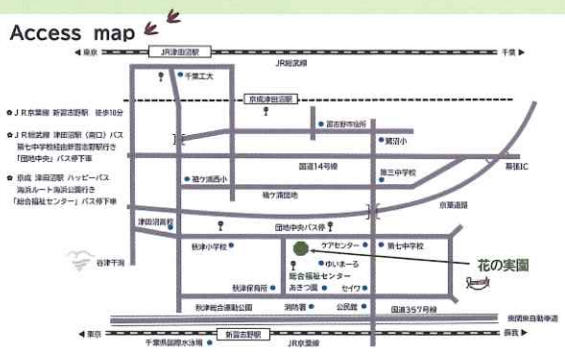 Access map
◀東京
JR津田沼駅
千葉▶
JR総武線
千葉工大
京成津田沼駅
✿JR京葉線 新習志野駅 徒歩10分
✿JR総武線 津田沼駅(南口)バス
第七中学校経由新習志野駅行き
「団地中央」バス停下車
✿京成 津田沼駅 ハッピーバス
海浜ルート海浜公園行き
「総合福祉センター」バス停下車
習志野市役所
鷺沼小
国道14号線
幕張IC
袖ケ浦西小
第三中学校
袖ケ浦団地
京葉道路
津田沼高校
団地中央バス停
谷津干潟
秋津小学校
ケアセンター
第七中学校
花の実園
ゆいまーる
総合福祉センター
秋津保育所
あきつ園
セイワ
秋津総合運動公園
消防署
公民館
国道357号線
東関東自動車道
◀東京
新習志野駅
蘇我▶
千葉県国際水泳場
JR京葉線